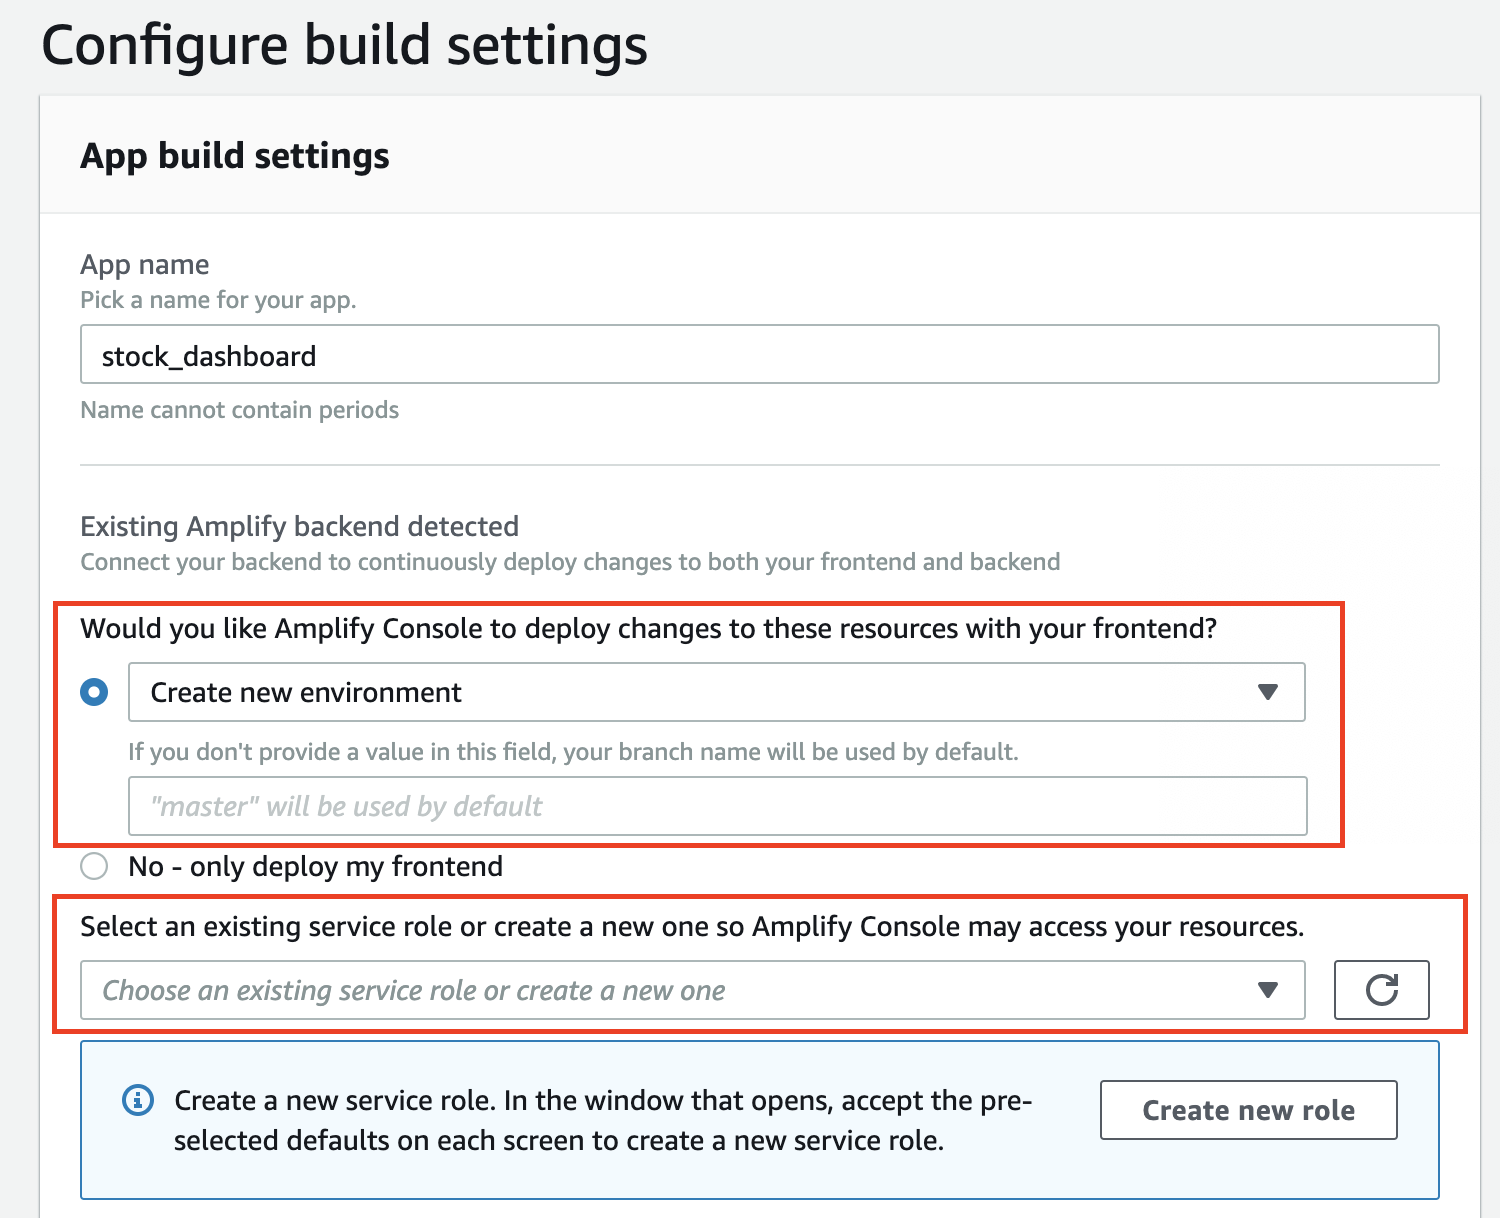 Configure build settings
App build settings
App name
Pick a name for your app.
stock_dashboard
Name cannot contain periods
Existing Amplify backend detected
Connect your backend to continuously deploy changes to both your frontend and backend
Would you like Amplify Console to deploy changes to these resources with your frontend?
Create new environment
If you don't provide a value in this field, your branch name will be used by default.
"master" will be used by default
No - only deploy my frontend
Select an existing service role or create a new one so Amplify Console may access your resources.
Choose an existing service role or create a new one
Create a new service role. In the window that opens, accept the pre-
selected defaults on each screen to create a new service role.
Create new role